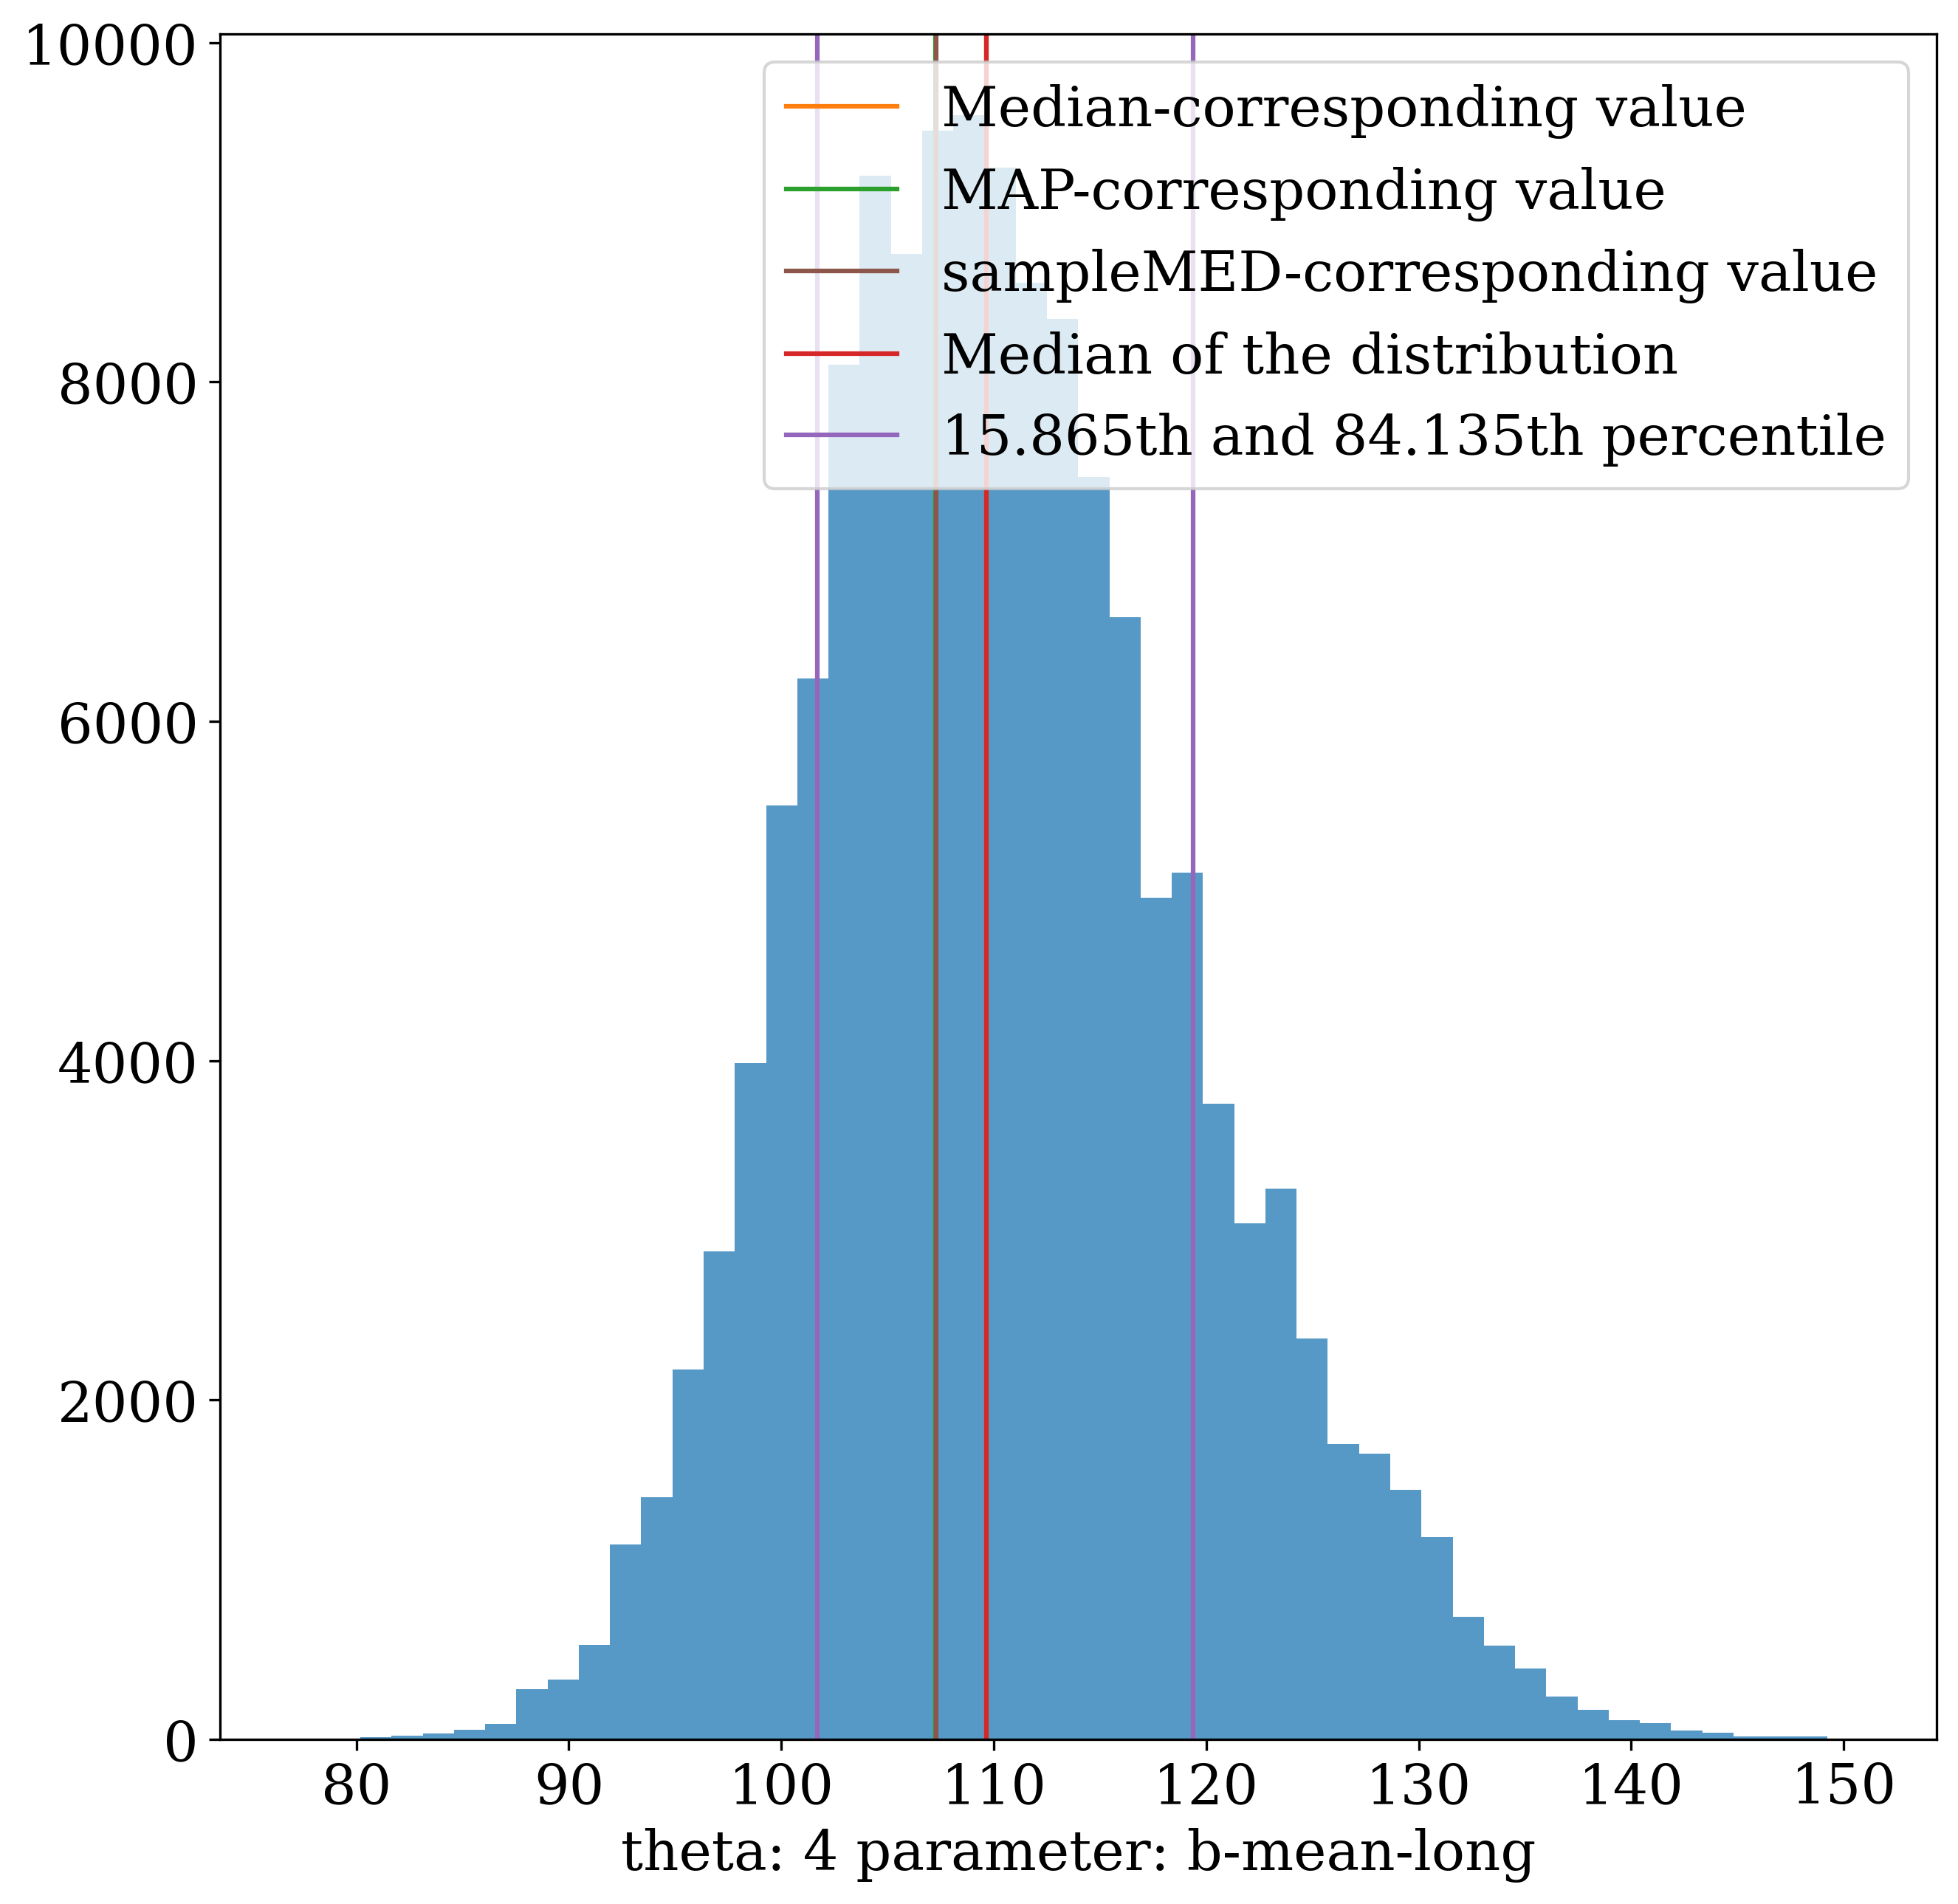 10000
8000
6000
4000
2000
0
Median-corresponding value
MAP-corresponding value
sampleMED-corresponding value
Median of the distribution
15.865th and 84.135th percentile
80 90 100 110 120 130 140 150
theta: 4 parameter: b-mean-long